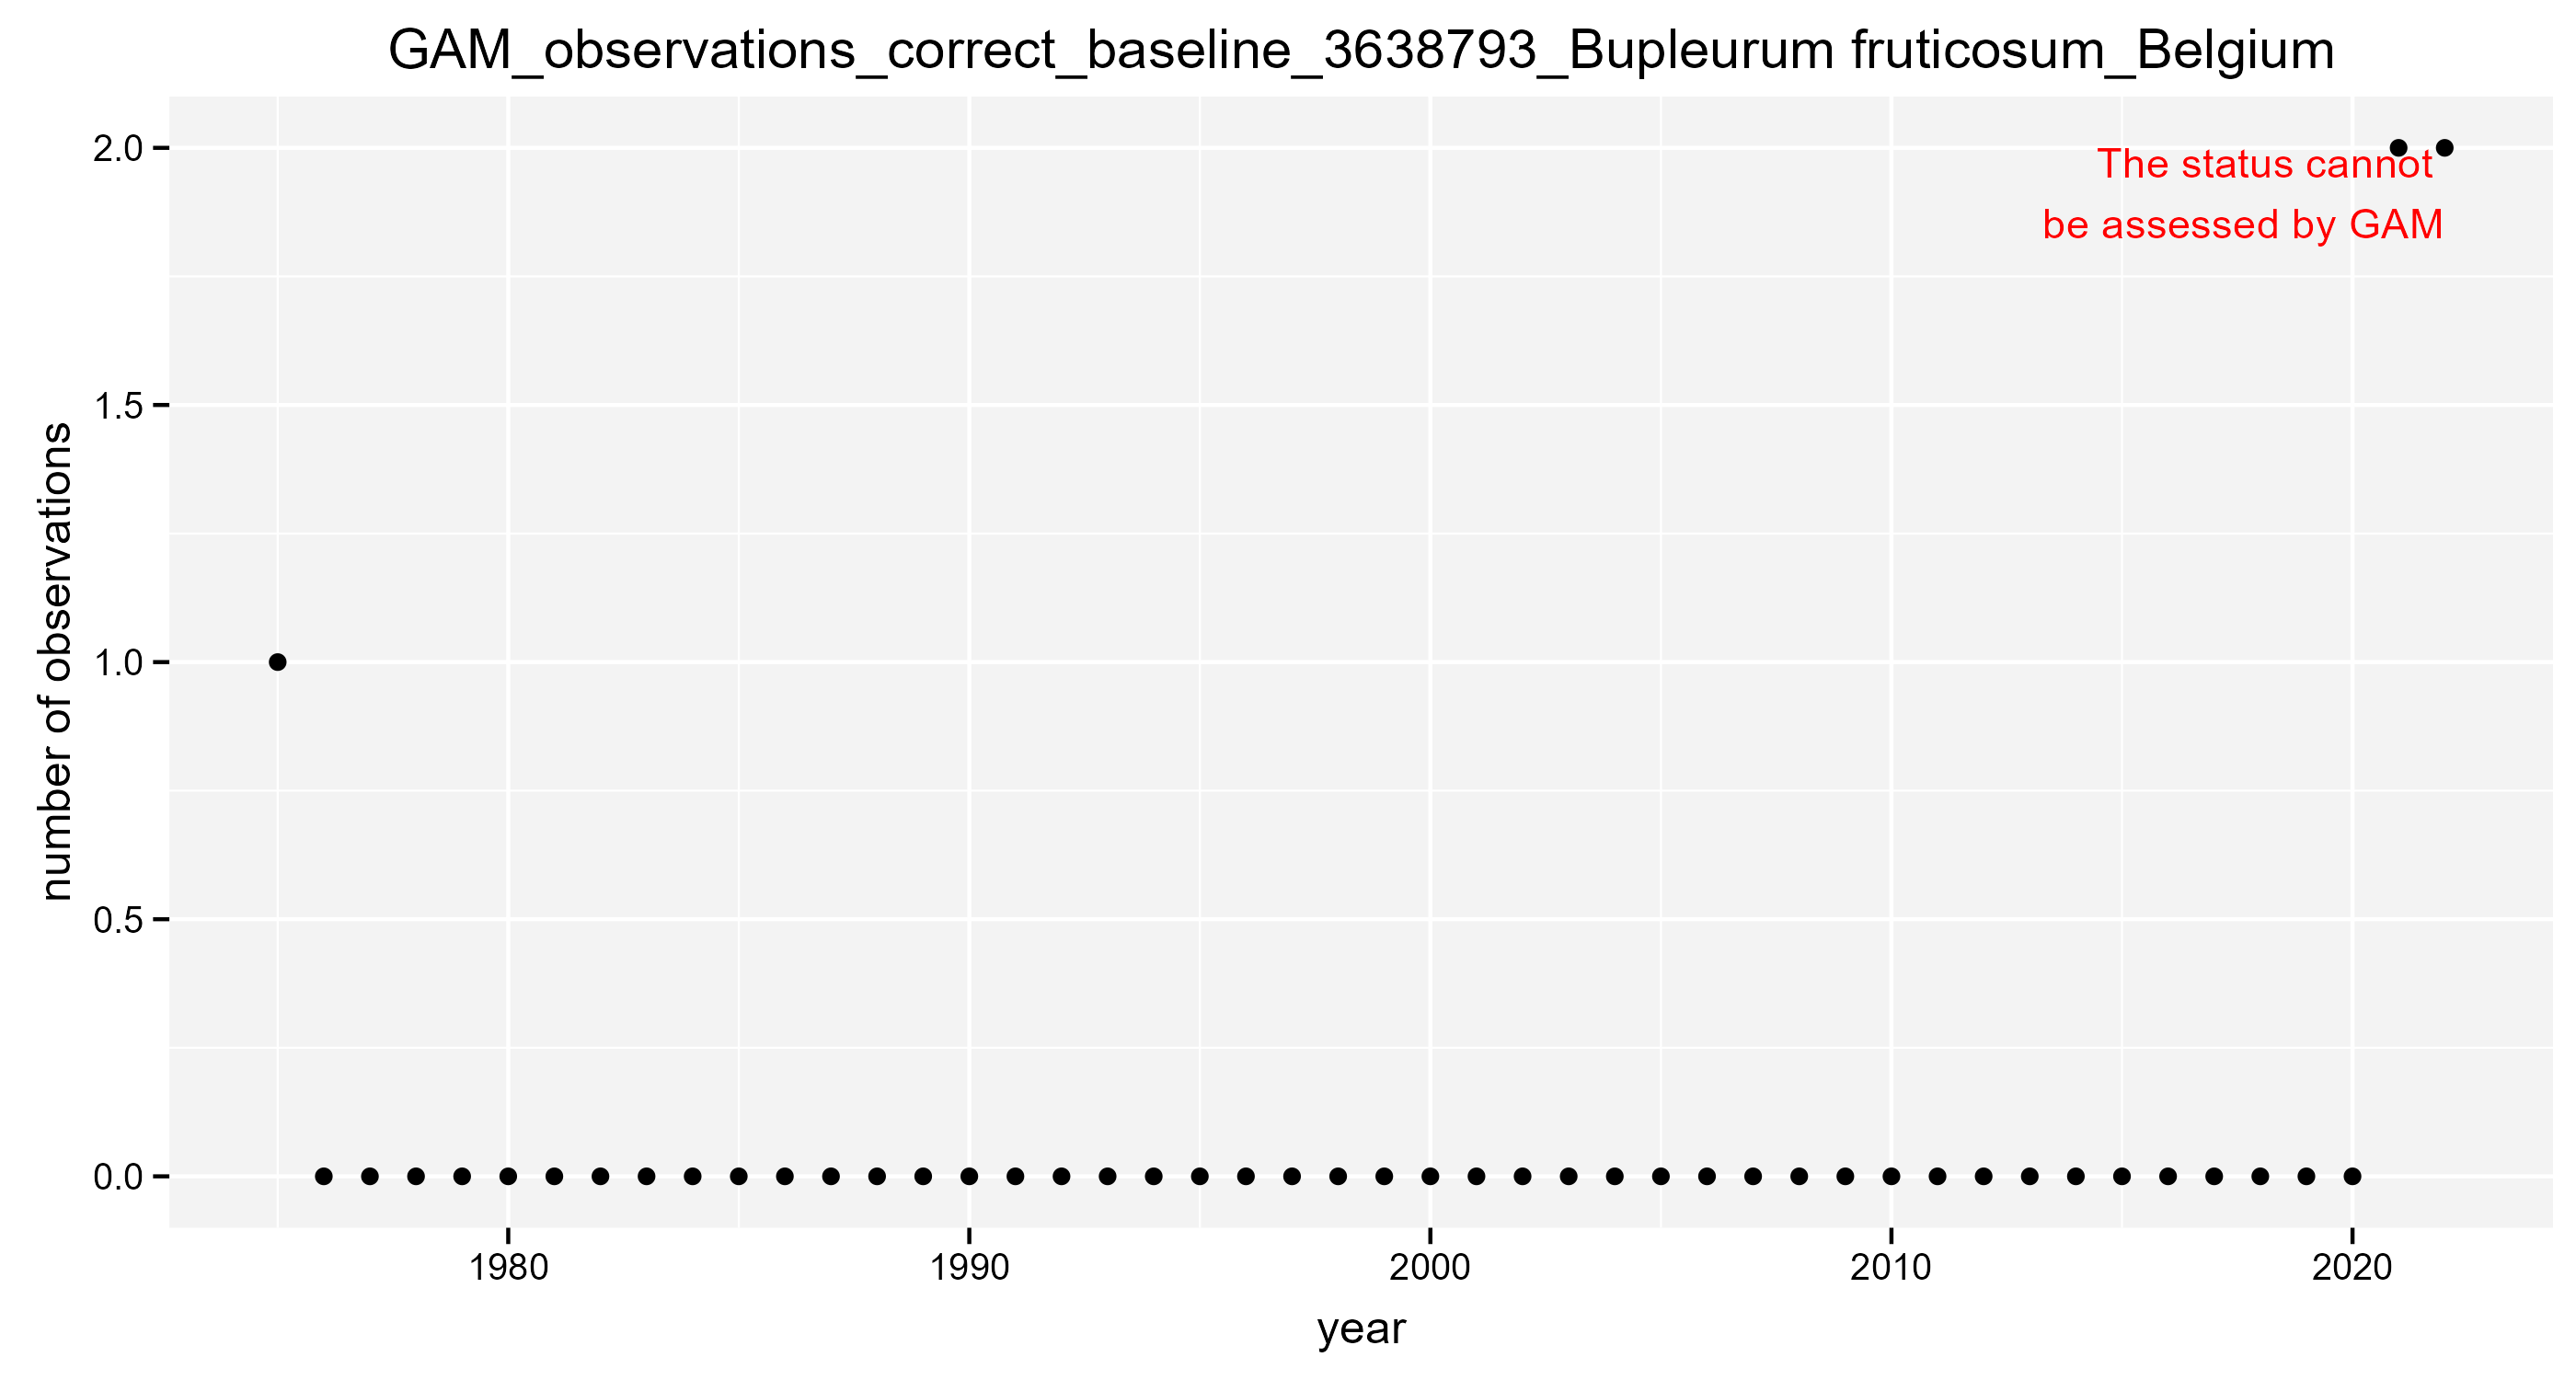 GAM_observations_correct_baseline_3638793_Bupleurum fruticosum_Belgium
2.0
The status cannot
be assessed by GAM
1.5
number of observations
1.0
0.5
0.0
1980 1990 2000 2010 2020
year